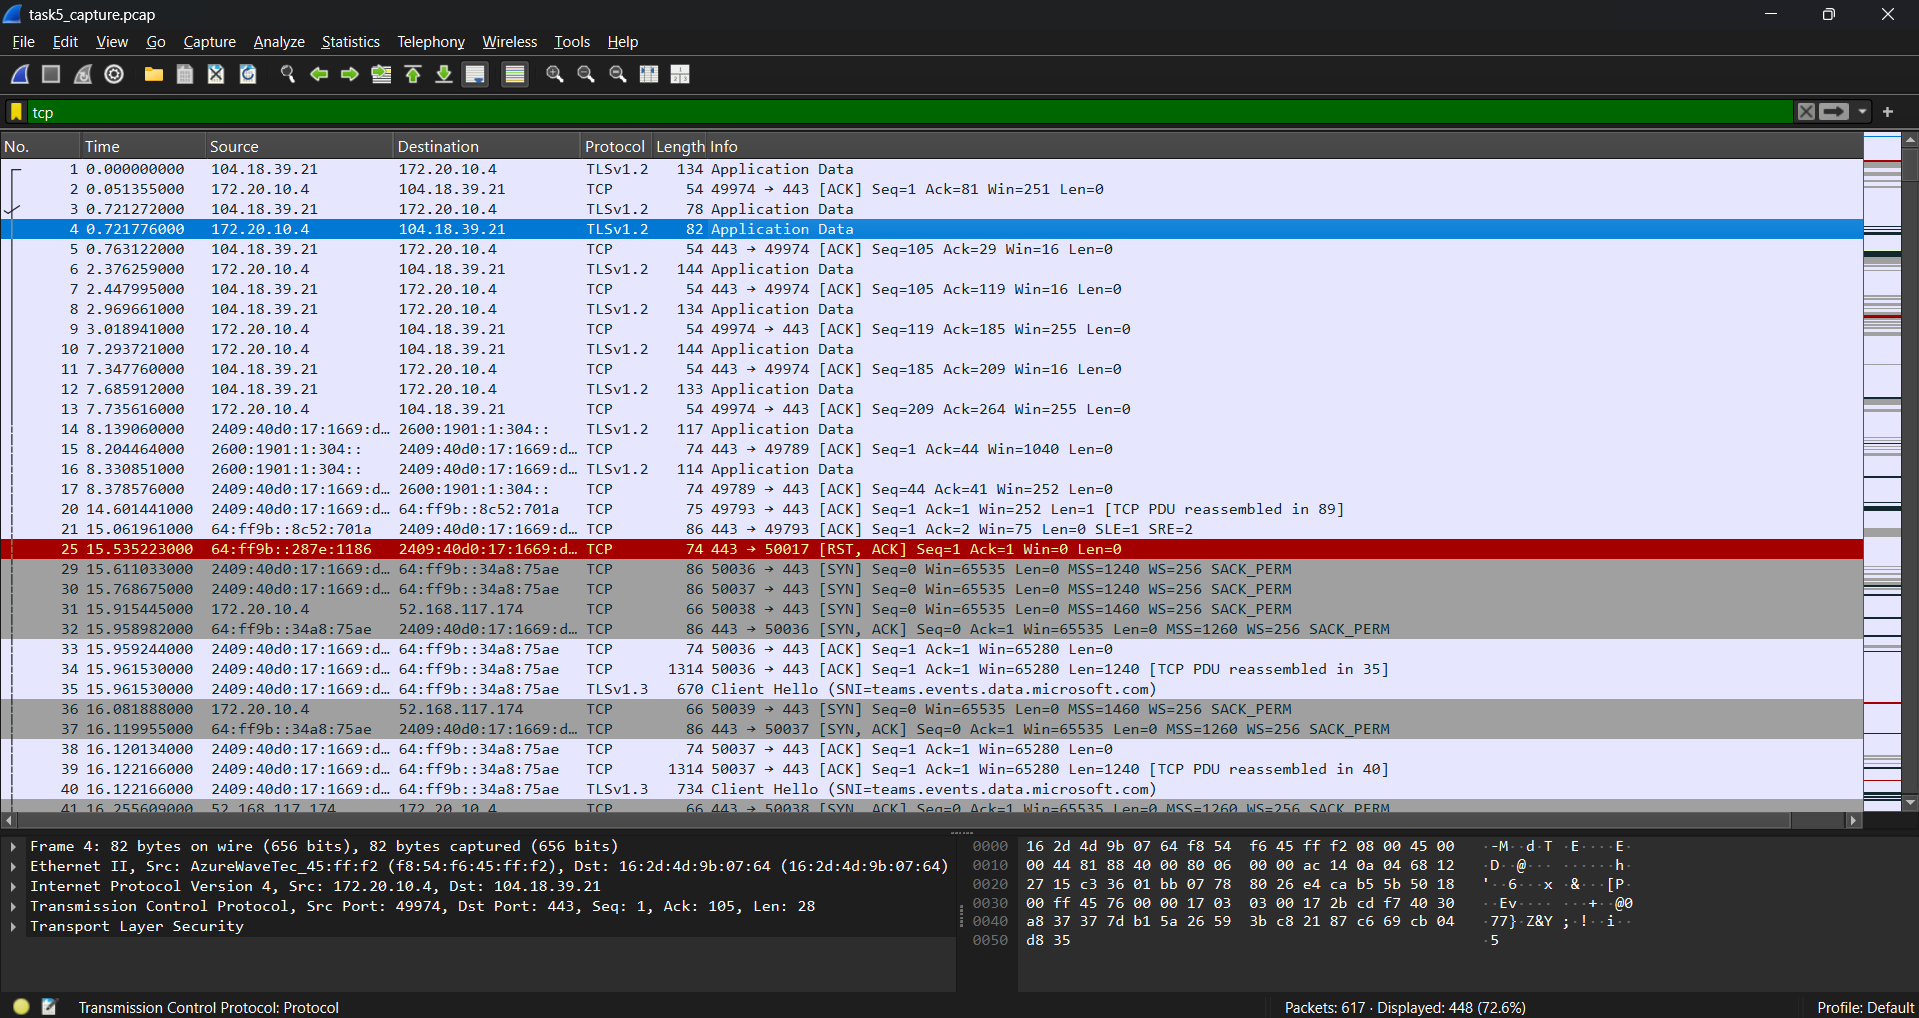 task5_capture.pcap
File Edit View Go Capture Analyze Statistics Telephony Wireless Tools Help
tcp
No. Time Source Destination Protocol Length Info
1 0.000000000 104.18.39.21 172.20.10.4 TLSv1.2 134 Application Data
2 0.051355000 172.20.10.4 104.18.39.21 TCP 54 49974 → 443 [ACK] Seq=1 Ack=81 Win=251 Len=0
3 0.721272000 104.18.39.21 172.20.10.4 TLSv1.2 78 Application Data
4 0.721776000 172.20.10.4 104.18.39.21 TLSv1.2 82 Application Data
5 0.763122000 104.18.39.21 172.20.10.4 TCP 54 443 → 49974 [ACK] Seq=105 Ack=29 Win=16 Len=0
6 2.376259000 172.20.10.4 104.18.39.21 TLSv1.2 144 Application Data
7 2.447995000 104.18.39.21 172.20.10.4 TCP 54 443 → 49974 [ACK] Seq=105 Ack=119 Win=16 Len=0
8 2.969661000 104.18.39.21 172.20.10.4 TLSv1.2 134 Application Data
9 3.018941000 172.20.10.4 104.18.39.21 TCP 54 49974 → 443 [ACK] Seq=119 Ack=185 Win=255 Len=0
10 7.293721000 172.20.10.4 104.18.39.21 TLSv1.2 144 Application Data
11 7.347760000 104.18.39.21 172.20.10.4 TCP 54 443 → 49974 [ACK] Seq=185 Ack=209 Win=16 Len=0
12 7.685912000 104.18.39.21 172.20.10.4 TLSv1.2 133 Application Data
13 7.735616000 172.20.10.4 104.18.39.21 TCP 54 49974 → 443 [ACK] Seq=209 Ack=264 Win=255 Len=0
14 8.139060000 2409:40d0:17:1669:d… 2600:1901:1:304:: TLSv1.2 117 Application Data
15 8.204464000 2600:1901:1:304:: 2409:40d0:17:1669:d… TCP 74 443 → 49789 [ACK] Seq=1 Ack=44 Win=1040 Len=0
16 8.330851000 2600:1901:1:304:: 2409:40d0:17:1669:d… TLSv1.2 114 Application Data
17 8.378576000 2409:40d0:17:1669:d… 2600:1901:1:304:: TCP 74 49789 → 443 [ACK] Seq=44 Ack=41 Win=252 Len=0
20 14.601441000 2409:40d0:17:1669:d… 64:ff9b::8c52:701a TCP 75 49793 → 443 [ACK] Seq=1 Ack=1 Win=252 Len=1 [TCP PDU reassembled in 89]
21 15.061961000 64:ff9b::8c52:701a 2409:40d0:17:1669:d… TCP 86 443 → 49793 [ACK] Seq=1 Ack=2 Win=75 Len=0 SLE=1 SRE=2
25 15.535223000 64:ff9b::287e:1186 2409:40d0:17:1669:d… TCP 74 443 → 50017 [RST, ACK] Seq=1 Ack=1 Win=0 Len=0
29 15.611033000 2409:40d0:17:1669:d… 64:ff9b::34a8:75ae TCP 86 50036 → 443 [SYN] Seq=0 Win=65535 Len=0 MSS=1240 WS=256 SACK_PERM
30 15.768675000 2409:40d0:17:1669:d… 64:ff9b::34a8:75ae TCP 86 50037 → 443 [SYN] Seq=0 Win=65535 Len=0 MSS=1240 WS=256 SACK_PERM
31 15.915445000 172.20.10.4 52.168.117.174 TCP 66 50038 → 443 [SYN] Seq=0 Win=65535 Len=0 MSS=1460 WS=256 SACK_PERM
32 15.958982000 64:ff9b::34a8:75ae 2409:40d0:17:1669:d… TCP 86 443 → 50036 [SYN, ACK] Seq=0 Ack=1 Win=65535 Len=0 MSS=1260 WS=256 SACK_PERM
33 15.959244000 2409:40d0:17:1669:d… 64:ff9b::34a8:75ae TCP 74 50036 → 443 [ACK] Seq=1 Ack=1 Win=65280 Len=0
34 15.961530000 2409:40d0:17:1669:d… 64:ff9b::34a8:75ae TCP 1314 50036 → 443 [ACK] Seq=1 Ack=1 Win=65280 Len=1240 [TCP PDU reassembled in 35]
35 15.961530000 2409:40d0:17:1669:d… 64:ff9b::34a8:75ae TLSv1.3 670 Client Hello (SNI=teams.events.data.microsoft.com)
36 16.081888000 172.20.10.4 52.168.117.174 TCP 66 50039 → 443 [SYN] Seq=0 Win=65535 Len=0 MSS=1460 WS=256 SACK_PERM
37 16.119955000 64:ff9b::34a8:75ae 2409:40d0:17:1669:d… TCP 86 443 → 50037 [SYN, ACK] Seq=0 Ack=1 Win=65535 Len=0 MSS=1260 WS=256 SACK_PERM
38 16.120134000 2409:40d0:17:1669:d… 64:ff9b::34a8:75ae TCP 74 50037 → 443 [ACK] Seq=1 Ack=1 Win=65280 Len=0
39 16.122166000 2409:40d0:17:1669:d… 64:ff9b::34a8:75ae TCP 1314 50037 → 443 [ACK] Seq=1 Ack=1 Win=65280 Len=1240 [TCP PDU reassembled in 40]
40 16.122166000 2409:40d0:17:1669:d… 64:ff9b::34a8:75ae TLSv1.3 734 Client Hello (SNI=teams.events.data.microsoft.com)
41 16.255609000 52.168.117.174 172.20.10.4 TCP 66 443 → 50038 [SYN, ACK] Seq=0 Ack=1 Win=65535 Len=0 MSS=1260 WS=256 SACK_PERM
Frame 4: 82 bytes on wire (656 bits), 82 bytes captured (656 bits)
Ethernet II, Src: AzureWaveTec_45:ff:f2 (f8:54:f6:45:ff:f2), Dst: 16:2d:4d:9b:07:64 (16:2d:4d:9b:07:64)
Internet Protocol Version 4, Src: 172.20.10.4, Dst: 104.18.39.21
Transmission Control Protocol, Src Port: 49974, Dst Port: 443, Seq: 1, Ack: 105, Len: 28
Transport Layer Security
0000 16 2d 4d 9b 07 64 f8 54 f6 45 ff f2 08 00 45 00 ·-M··d·T ·E····E·
0010 00 44 81 88 40 00 80 06 00 00 ac 14 0a 04 68 12 ·D··@··· ······h·
0020 27 15 c3 36 01 bb 07 78 80 26 e4 ca b5 5b 50 18 '··6···x ·&···[P·
0030 00 ff 45 76 00 00 17 03 03 00 17 2b cd f7 40 30 ··Ev···· ···+··@0
0040 a8 37 37 7d b1 5a 26 59 3b c8 21 87 c6 69 cb 04 ·77}·Z&Y ;·!··i··
0050 d8 35 ·5
Transmission Control Protocol: Protocol
Packets: 617 · Displayed: 448 (72.6%)
Profile: Default